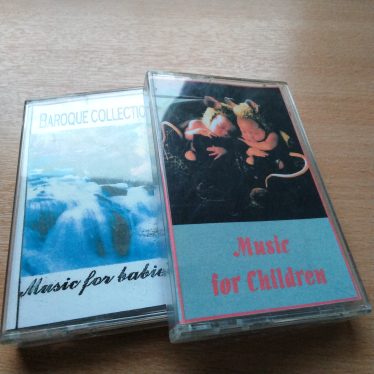 BAROQUE COLLECTIO
Music for babie
Music
for Children